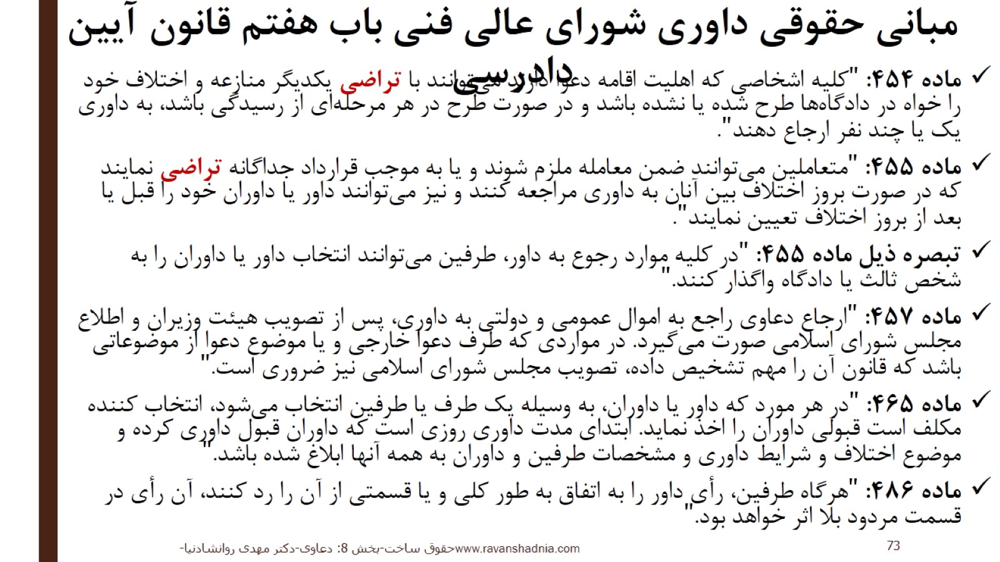 مبانی حقوقی داوری شورای عالی فنی باب هفتم قانون آیین
دادرسی
ماده ۴۵۴: "کلیه اشخاصی که اهلیت اقامه دعوا دارند می‌توانند با تراضی یکدیگر منازعه و اختلاف خود
را خواه در دادگاه‌ها طرح شده یا نشده باشد و در صورت طرح در هر مرحله‌ای از رسیدگی باشد، به داوری
یک یا چند نفر ارجاع دهند".
ماده ۴۵۵: "متعاملین می‌توانند ضمن معامله ملزم شوند و یا به موجب قرارداد جداگانه تراضی نمایند
که در صورت بروز اختلاف بین آنان به داوری مراجعه کنند و نیز می‌توانند داور یا داوران خود را قبل یا
بعد از بروز اختلاف تعیین نمایند".
تبصره ذیل ماده ۴۵۵: "در کلیه موارد رجوع به داور، طرفین می‌توانند انتخاب داور یا داوران را به
شخص ثالث یا دادگاه واگذار کنند."
ماده ۴۵۷: "ارجاع دعاوی راجع به اموال عمومی و دولتی به داوری، پس از تصویب هیئت وزیران و اطلاع
مجلس شورای اسلامی صورت می‌گیرد. در مواردی که طرف دعوا خارجی و یا موضوع دعوا از موضوعاتی
باشد که قانون آن را مهم تشخیص داده، تصویب مجلس شورای اسلامی نیز ضروری است."
ماده ۴۶۵: "در هر مورد که داور یا داوران، به وسیله یک طرف یا طرفین انتخاب می‌شود، انتخاب کننده
مکلف است قبولی داوران را اخذ نماید. ابتدای مدت داوری روزی است که داوران قبول داوری کرده و
موضوع اختلاف و شرایط داوری و مشخصات طرفین و داوران به همه آنها ابلاغ شده باشد."
ماده ۴۸۶: "هرگاه طرفین، رأی داور را به اتفاق به طور کلی و یا قسمتی از آن را رد کنند، آن رأی در
قسمت مردود بلا اثر خواهد بود."
73
www.ravanshadnia.comحقوق ساخت-بخش 8: دعاوی-دکتر مهدی روانشادنیا-